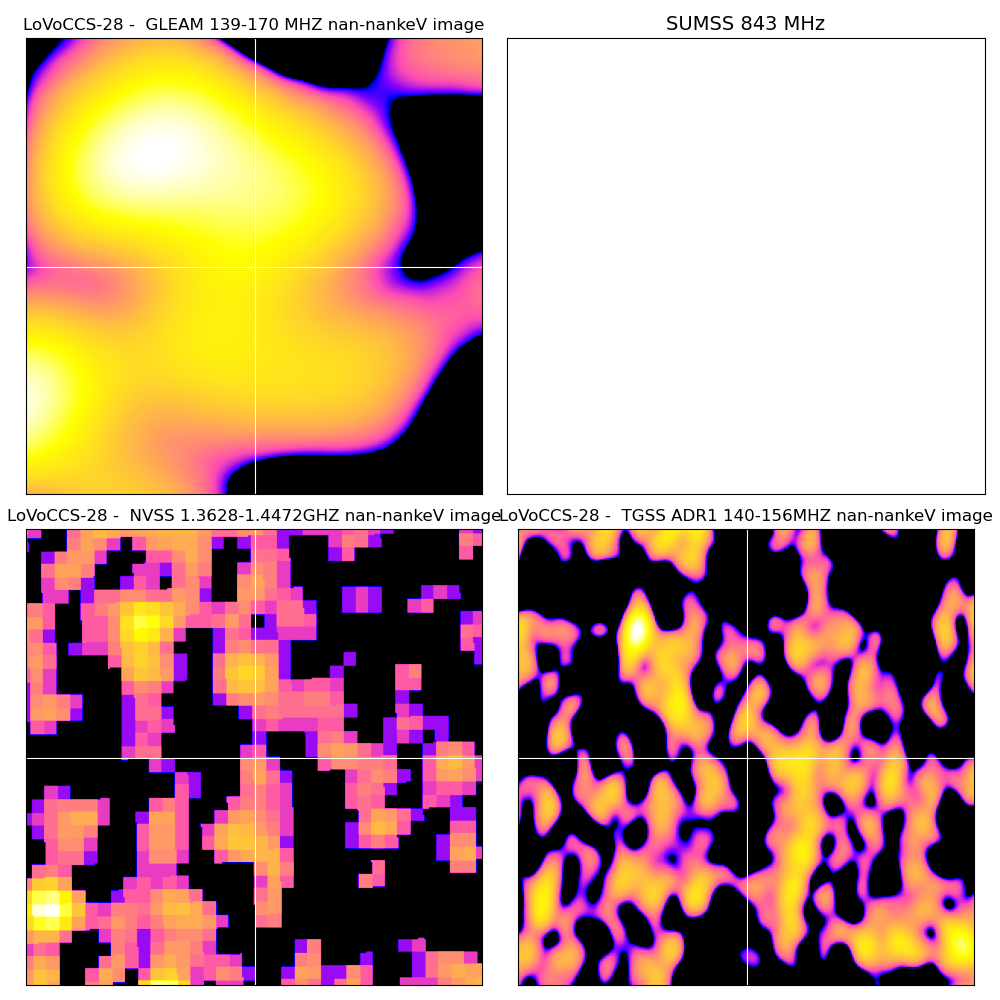 LoVoCCS-28 -  GLEAM 139-170 MHZ nan-nankeV image
SUMSS 843 MHz
LoVoCCS-28 -  NVSS 1.3628-1.4472GHZ nan-nankeV image
LoVoCCS-28 -  TGSS ADR1 140-156MHZ nan-nankeV image